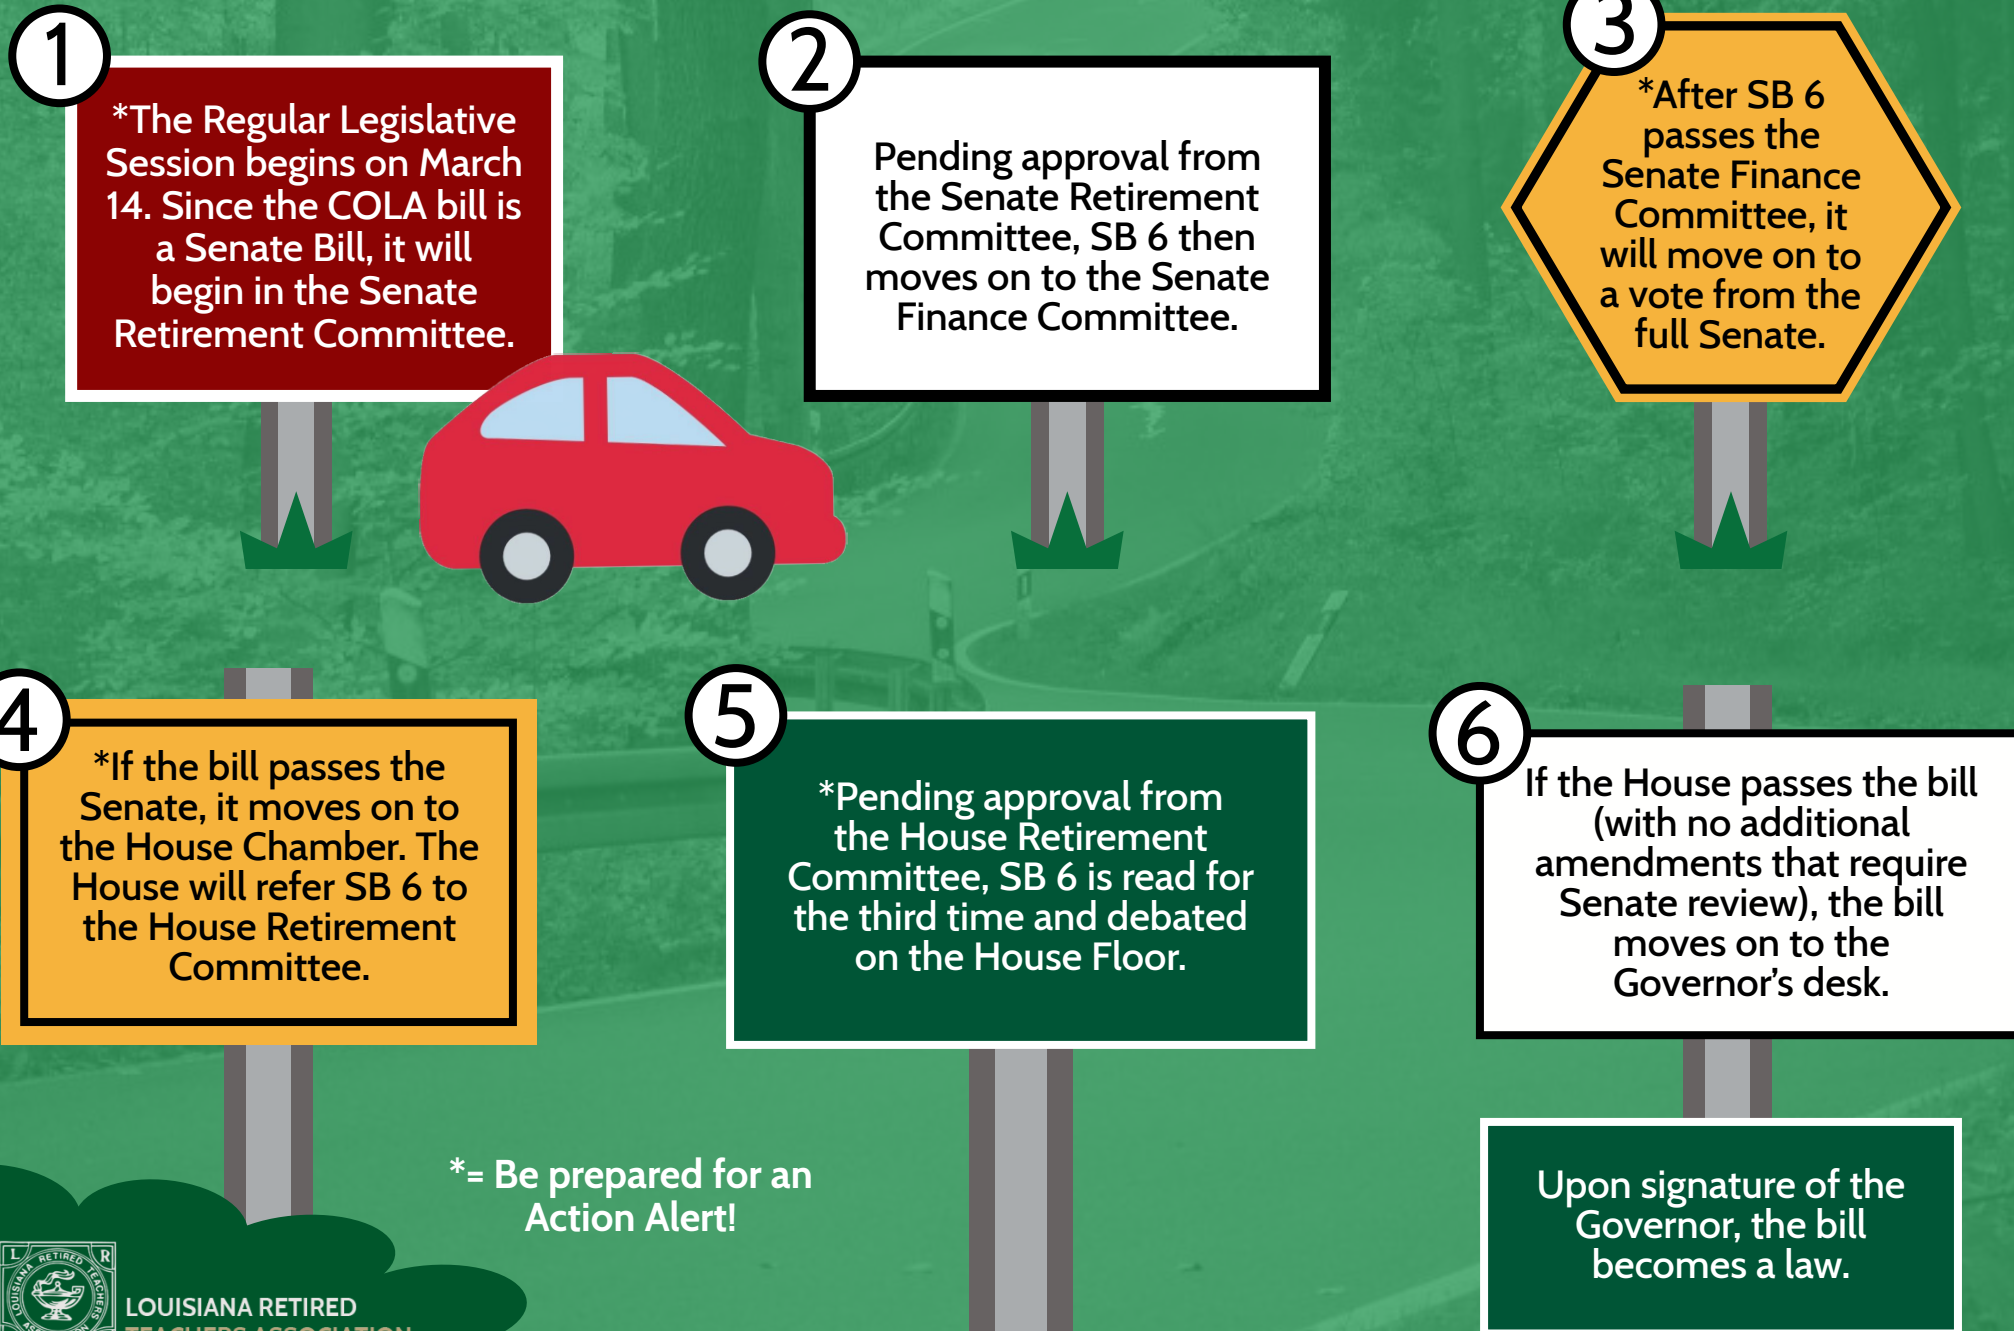 1
*The Regular Legislative
Session begins on March
14. Since the COLA bill is
a Senate Bill, it will
begin in the Senate
Retirement Committee.
2
Pending approval from
the Senate Retirement
Committee, SB 6 then
moves on to the Senate
Finance Committee.
3
*After SB 6
passes the
Senate Finance
Committee, it
will move on to
a vote from the
full Senate.
4
*If the bill passes the
Senate, it moves on to
the House Chamber. The
House will refer SB 6 to
the House Retirement
Committee.
5
*Pending approval from
the House Retirement
Committee, SB 6 is read for
the third time and debated
on the House Floor.
6
If the House passes the bill
(with no additional
amendments that require
Senate review), the bill
moves on to the
Governor's desk.
Upon signature of the
Governor, the bill
becomes a law.
*= Be prepared for an
Action Alert!
L R
LOUISIANA RETIRED TEACHERS ASSOCIATION
LOUISIANA RETIRED
TEACHERS ASSOCIATION